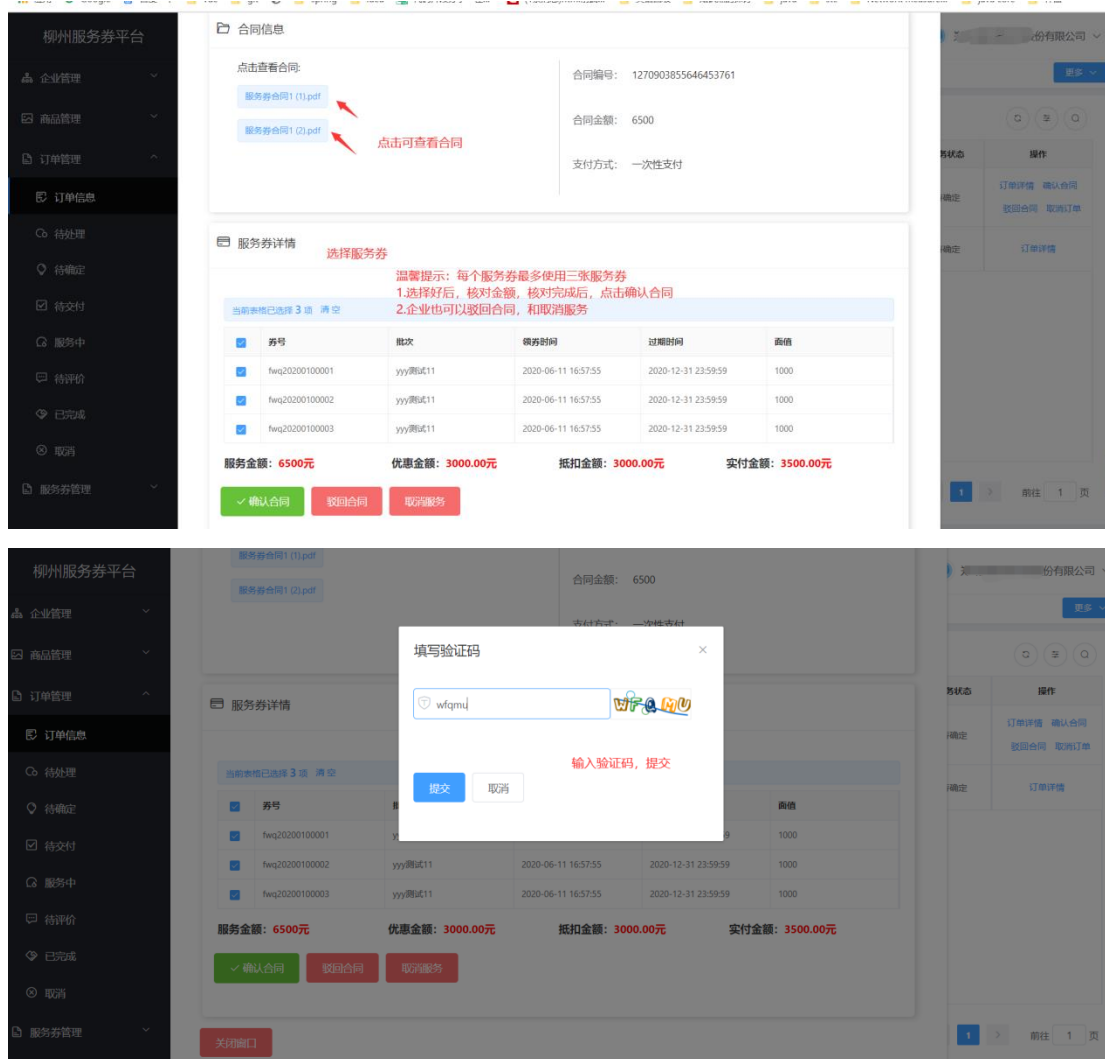 柳州服务券平台
企业管理
商品管理
订单管理
订单信息
待处理
待确定
待交付
服务中
待评价
已完成
取消
服务券管理
合同信息
点击查看合同:
服务券合同1 (1).pdf
服务券合同1 (2).pdf
点击可查看合同
合同编号: 1270903855646453761
合同金额: 6500
支付方式: 一次性支付
服务券详情
选择服务券
温馨提示：每个服务券最多使用三张服务券
1.选择好后，核对金额，核对完成后，点击确认合同
2.企业也可以驳回合同，和取消服务
当前表格已选择 3 项 清空
券号 批次 领券时间 过期时间 面值
fwq20200100001 yyy测试11 2020-06-11 16:57:55 2020-12-31 23:59:59 1000
fwq20200100002 yyy测试11 2020-06-11 16:57:55 2020-12-31 23:59:59 1000
fwq20200100003 yyy测试11 2020-06-11 16:57:55 2020-12-31 23:59:59 1000
服务金额：6500元 优惠金额：3000.00元 抵扣金额：3000.00元 实付金额：3500.00元
确认合同 驳回合同 取消服务
份有限公司
更多
务状态 操作
确定 订单详情 确认合同
驳回合同 取消订单
确定 订单详情
1 前往 1 页
柳州服务券平台
企业管理
商品管理
订单管理
订单信息
待处理
待确定
待交付
服务中
待评价
已完成
取消
服务券管理
服务券合同1 (1).pdf
服务券合同1 (2).pdf
合同金额: 6500
支付方式: 一次性支付
填写验证码
wfqmu WFQMU
输入验证码，提交
提交 取消
服务券详情
当前表格已选择 3 项 清空
券号 面值
fwq20200100001 1000
fwq20200100002 yyy测试11 2020-06-11 16:57:55 2020-12-31 23:59:59 1000
fwq20200100003 yyy测试11 2020-06-11 16:57:55 2020-12-31 23:59:59 1000
服务金额：6500元 优惠金额：3000.00元 抵扣金额：3000.00元 实付金额：3500.00元
确认合同 驳回合同 取消服务
关闭窗口
份有限公司
更多
务状态 操作
确定 订单详情 确认合同
驳回合同 取消订单
确定 订单详情
1 前往 1 页